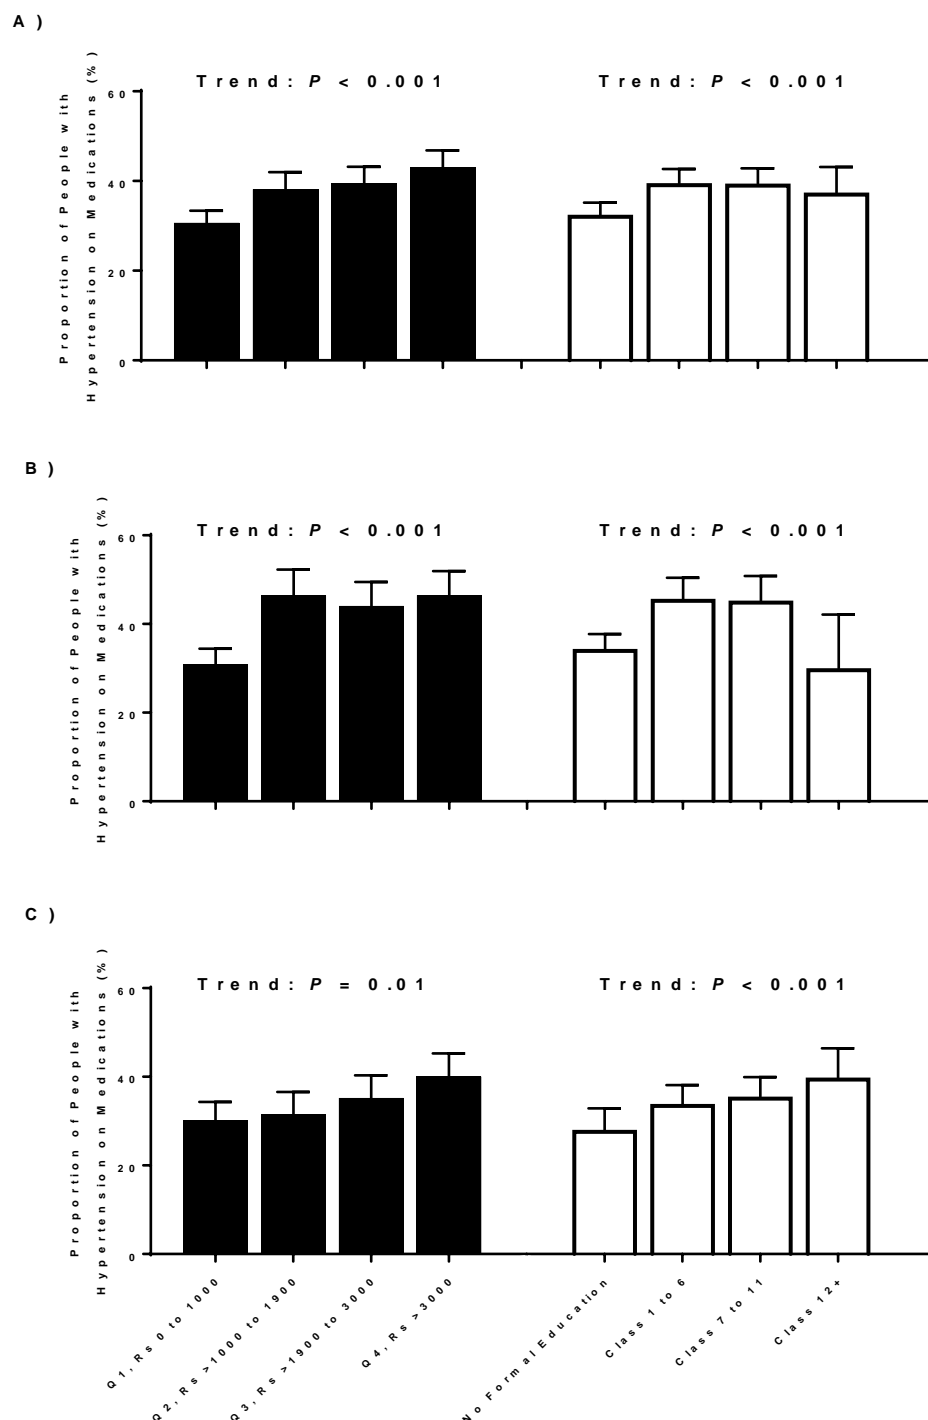 A)
Trend: P < 0.001
Trend: P < 0.001
Proportion of People with
Hypertension on Medications (%)
60
40
20
0
B)
Trend: P < 0.001
Trend: P < 0.001
Proportion of People with
Hypertension on Medications (%)
60
40
20
0
C)
Trend: P = 0.01
Trend: P < 0.001
Proportion of People with
Hypertension on Medications (%)
60
40
20
0
Q1, Rs 0 to 1000
Q2, Rs >1000 to 1900
Q3, Rs >1900 to 3000
Q4, Rs >3000
No Formal Education
Class 1 to 6
Class 7 to 11
Class 12+